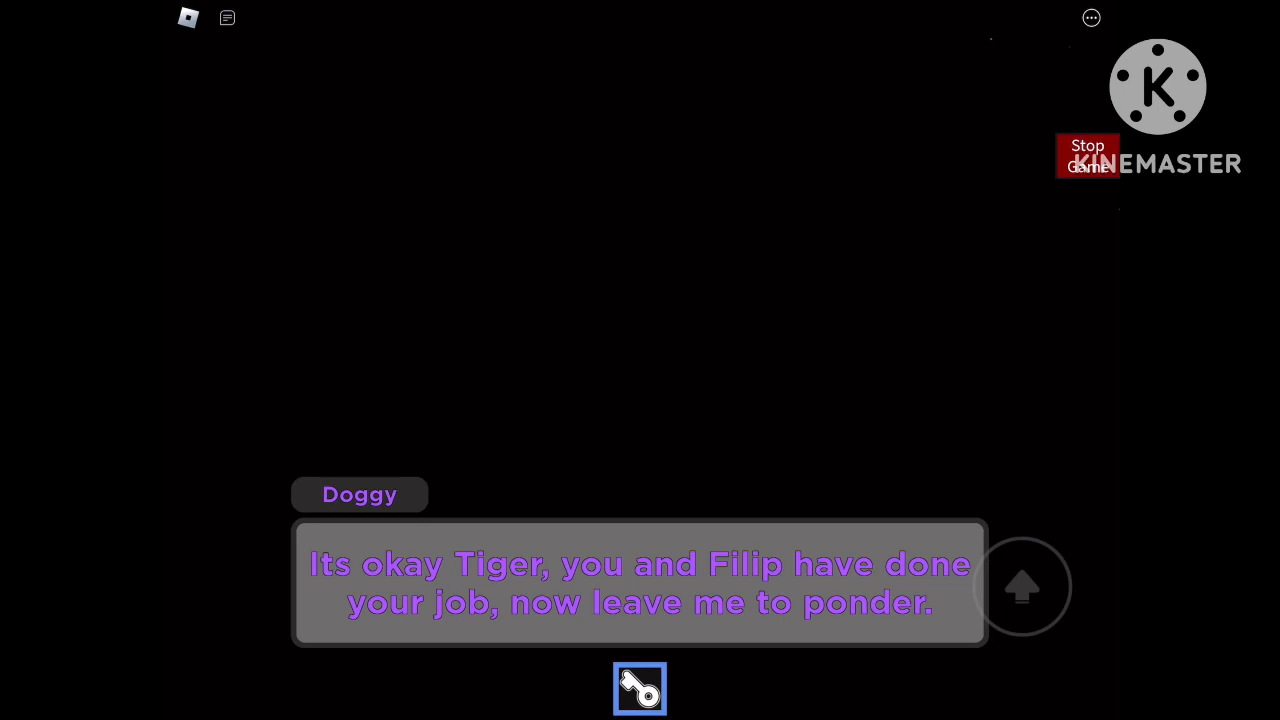 K
Stop
Game
KINEMASTER
Doggy
Its okay Tiger, you and Filip have done
your job, now leave me to ponder.